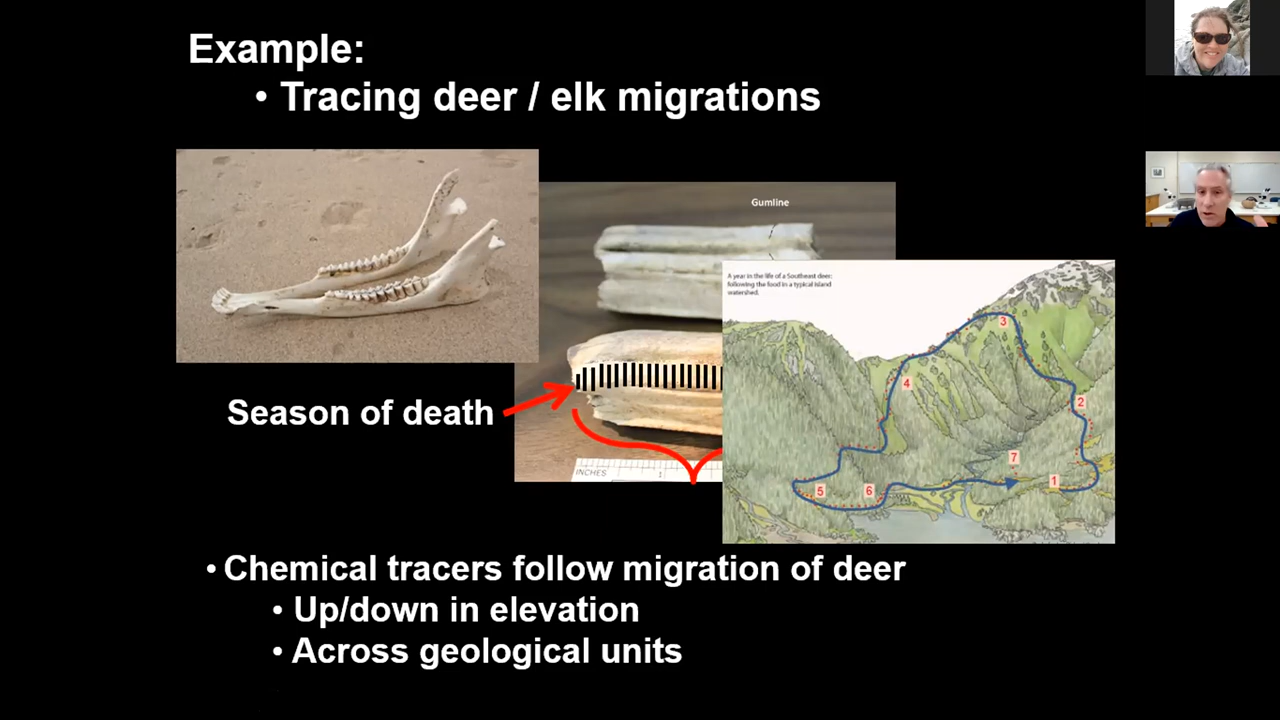 Example:
• Tracing deer / elk migrations
Gumline
A year in the life of a Southeast deer:
following the food in a typical island
watershed.
3
4
2
Season of death
7
5
6
1
INCHES
1
• Chemical tracers follow migration of deer
• Up/down in elevation
• Across geological units